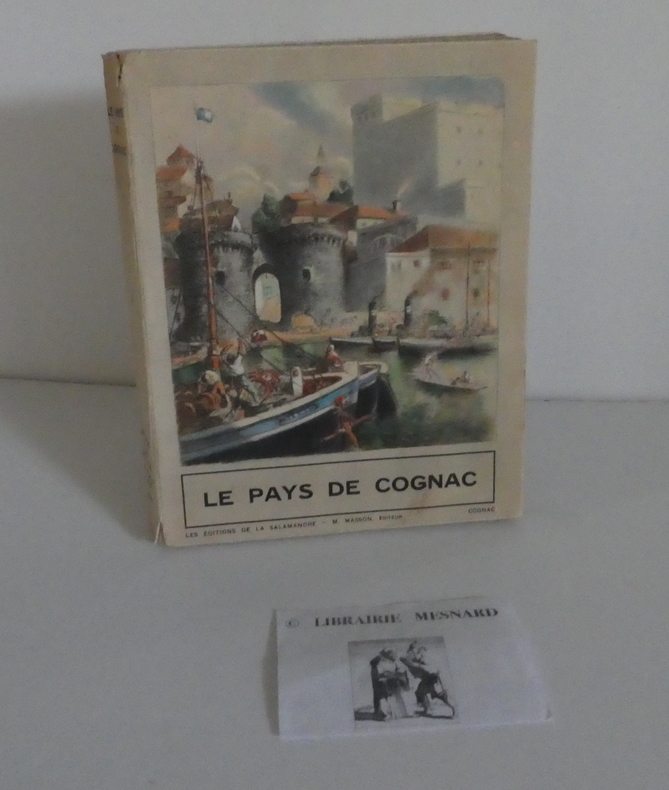 LE PAYS DE COGNAC
LES ÉDITIONS DE LA SALAMANDRE - M. MASSON, ÉDITEUR COGNAC
© LIBRAIRIE MESNARD